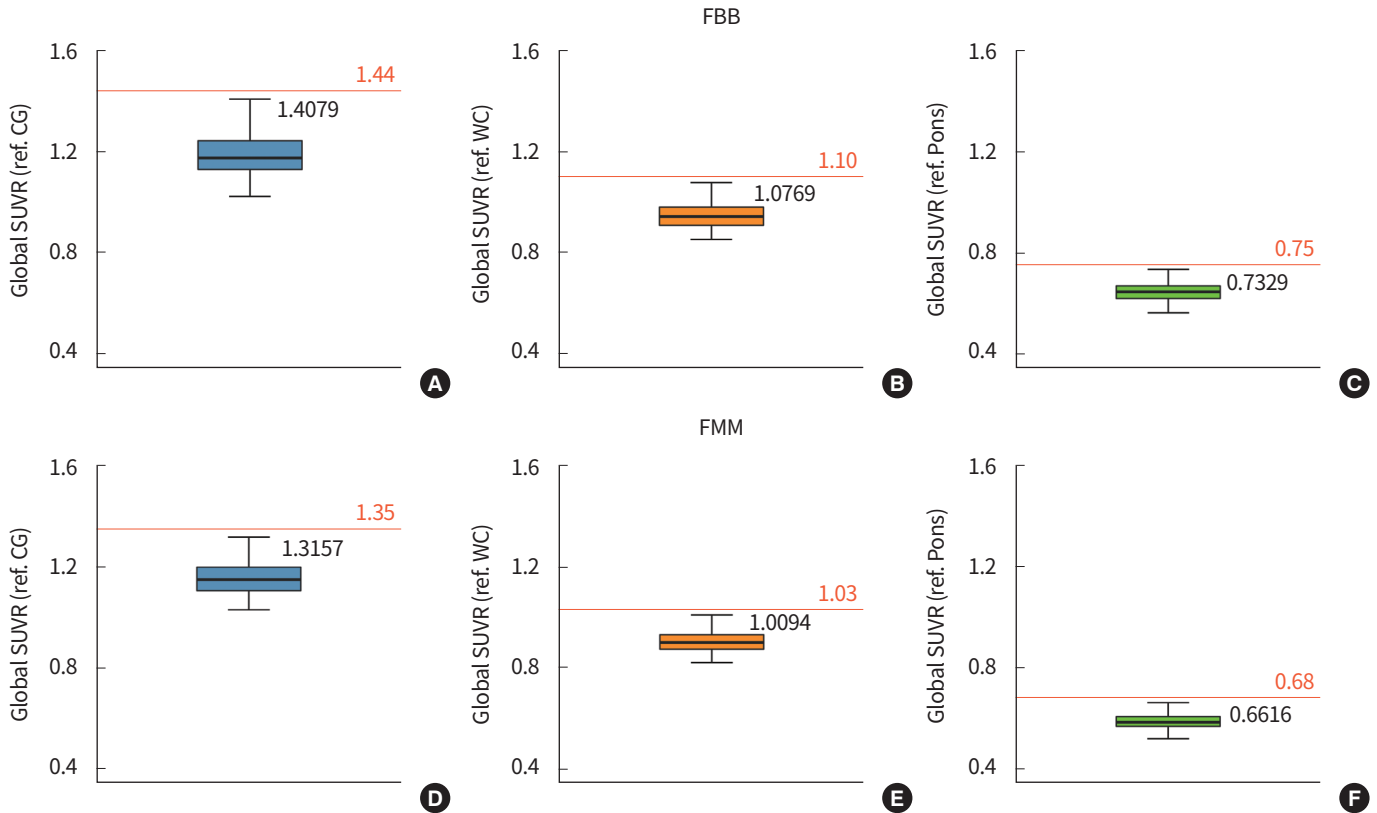 FBB
Global SUVR (ref. CG)
1.6
1.2
0.8
0.4
1.44
1.4079
A
Global SUVR (ref. WC)
1.6
1.2
0.8
0.4
1.10
1.0769
B
Global SUVR (ref. Pons)
1.6
1.2
0.8
0.4
0.75
0.7329
C
FMM
Global SUVR (ref. CG)
1.6
1.2
0.8
0.4
1.35
1.3157
D
Global SUVR (ref. WC)
1.6
1.2
0.8
0.4
1.03
1.0094
E
Global SUVR (ref. Pons)
1.6
1.2
0.8
0.4
0.68
0.6616
F